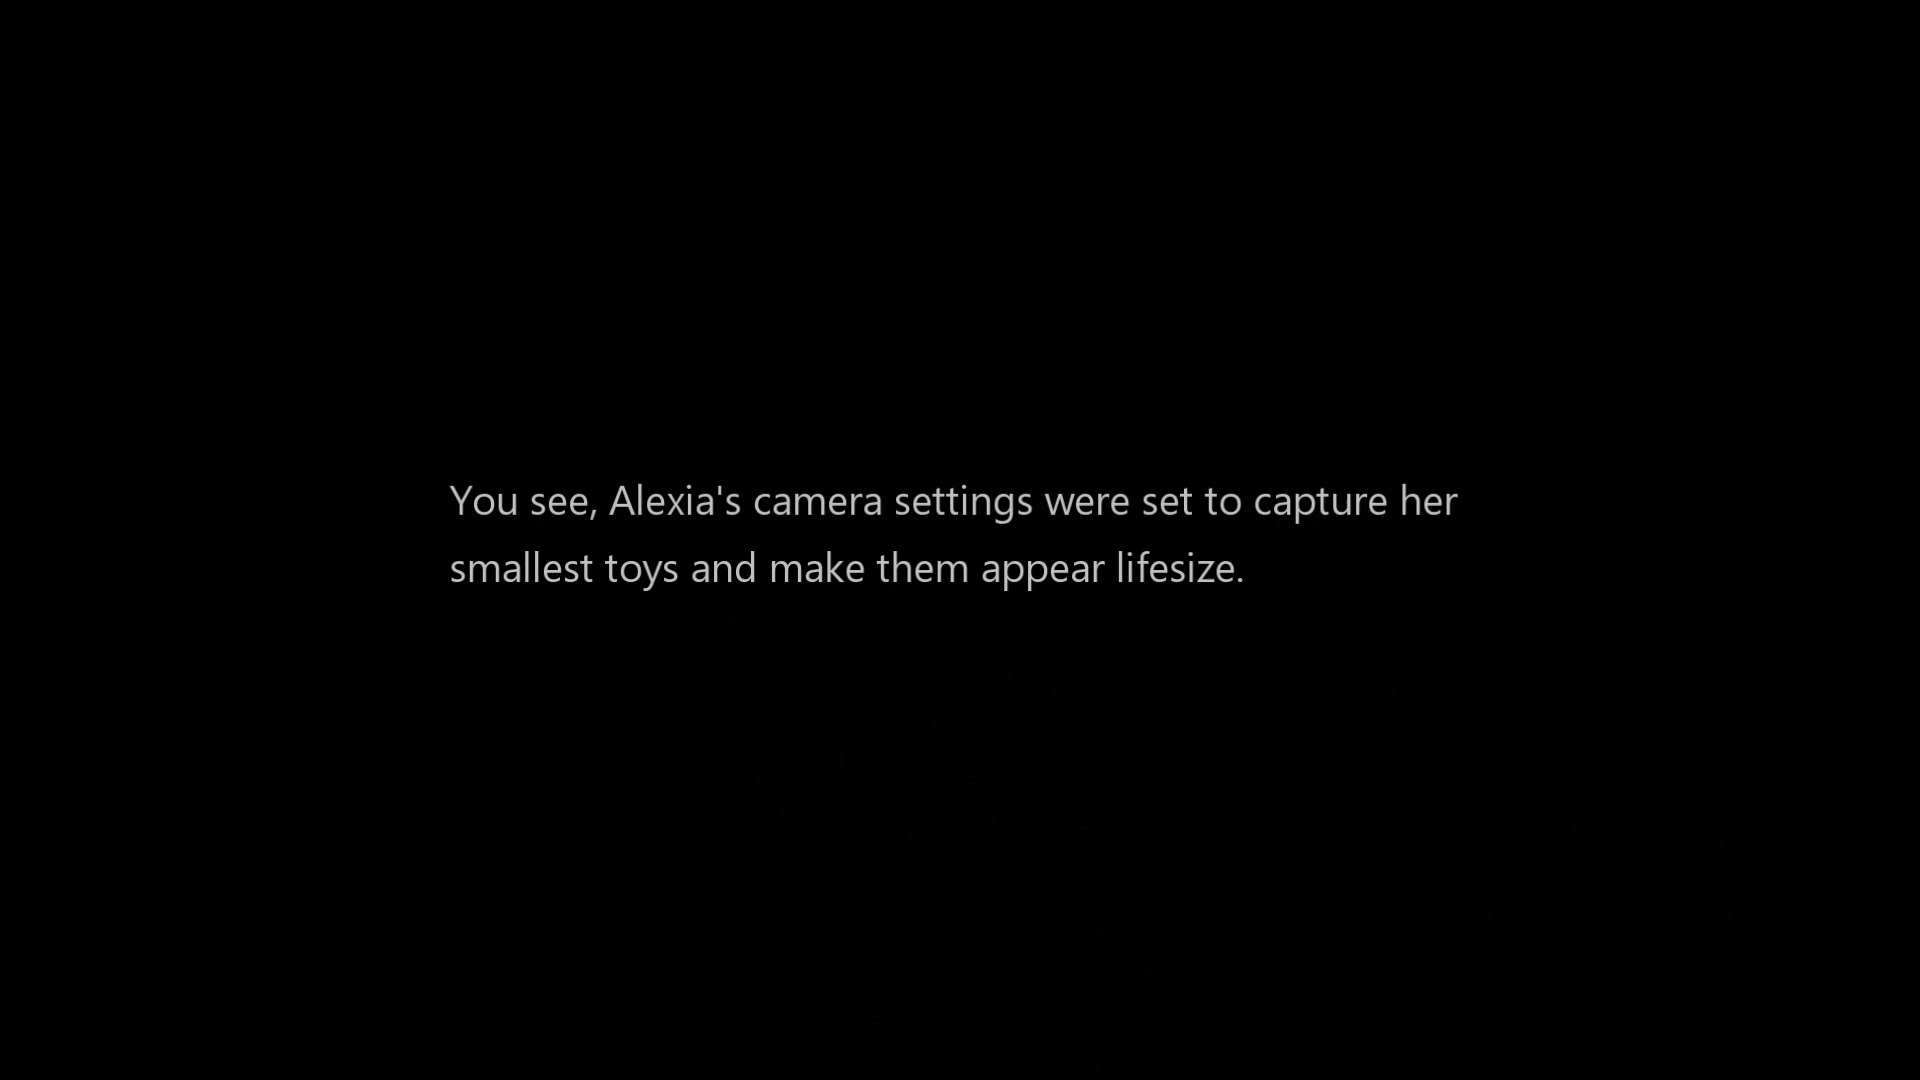 You see, Alexia's camera settings were set to capture her
smallest toys and make them appear lifesize.